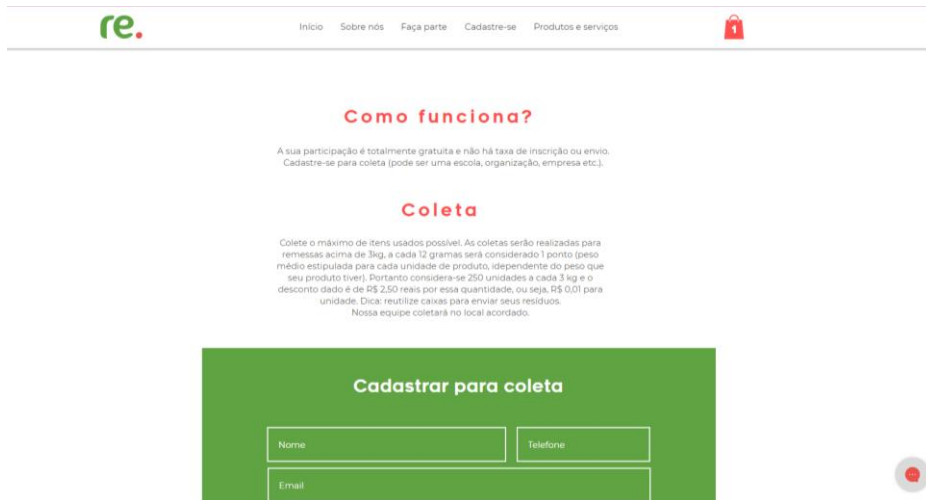 re.
Início Sobre nós Faça parte Cadastre-se Produtos e serviços
1
Como funciona?
A sua participação é totalmente gratuita e não há taxa de inscrição ou envio.
Cadastre-se para coleta (pode ser uma escola, organização, empresa etc.).
Coleta
Colete o máximo de itens usados possível. As coletas serão realizadas para
remessas acima de 3kg, a cada 12 gramas será considerado 1 ponto (peso
médio estipulada para cada unidade de produto, idependente do peso que
seu produto tiver). Portanto considera-se 250 unidades a cada 3 kg e o
desconto dado é de R$ 2,50 reais por essa quantidade, ou seja, R$ 0,01 para
unidade. Dica: reutilize caixas para enviar seus resíduos.
Nossa equipe coletará no local acordado.
Cadastrar para coleta
Nome Telefone
Email